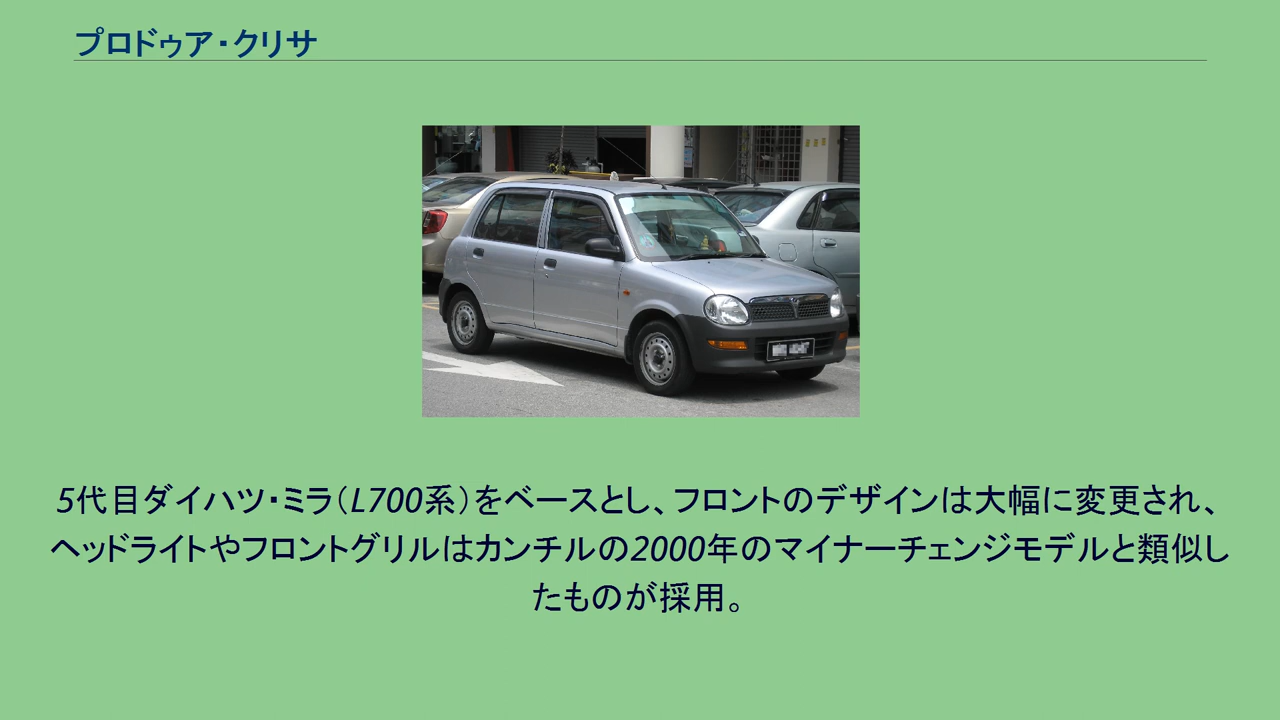 プロドゥア・クリサ
5代目ダイハツ・ミラ（L700系）をベースとし、フロントのデザインは大幅に変更され、
ヘッドライトやフロントグリルはカンチルの2000年のマイナーチェンジモデルと類似し
たものが採用。